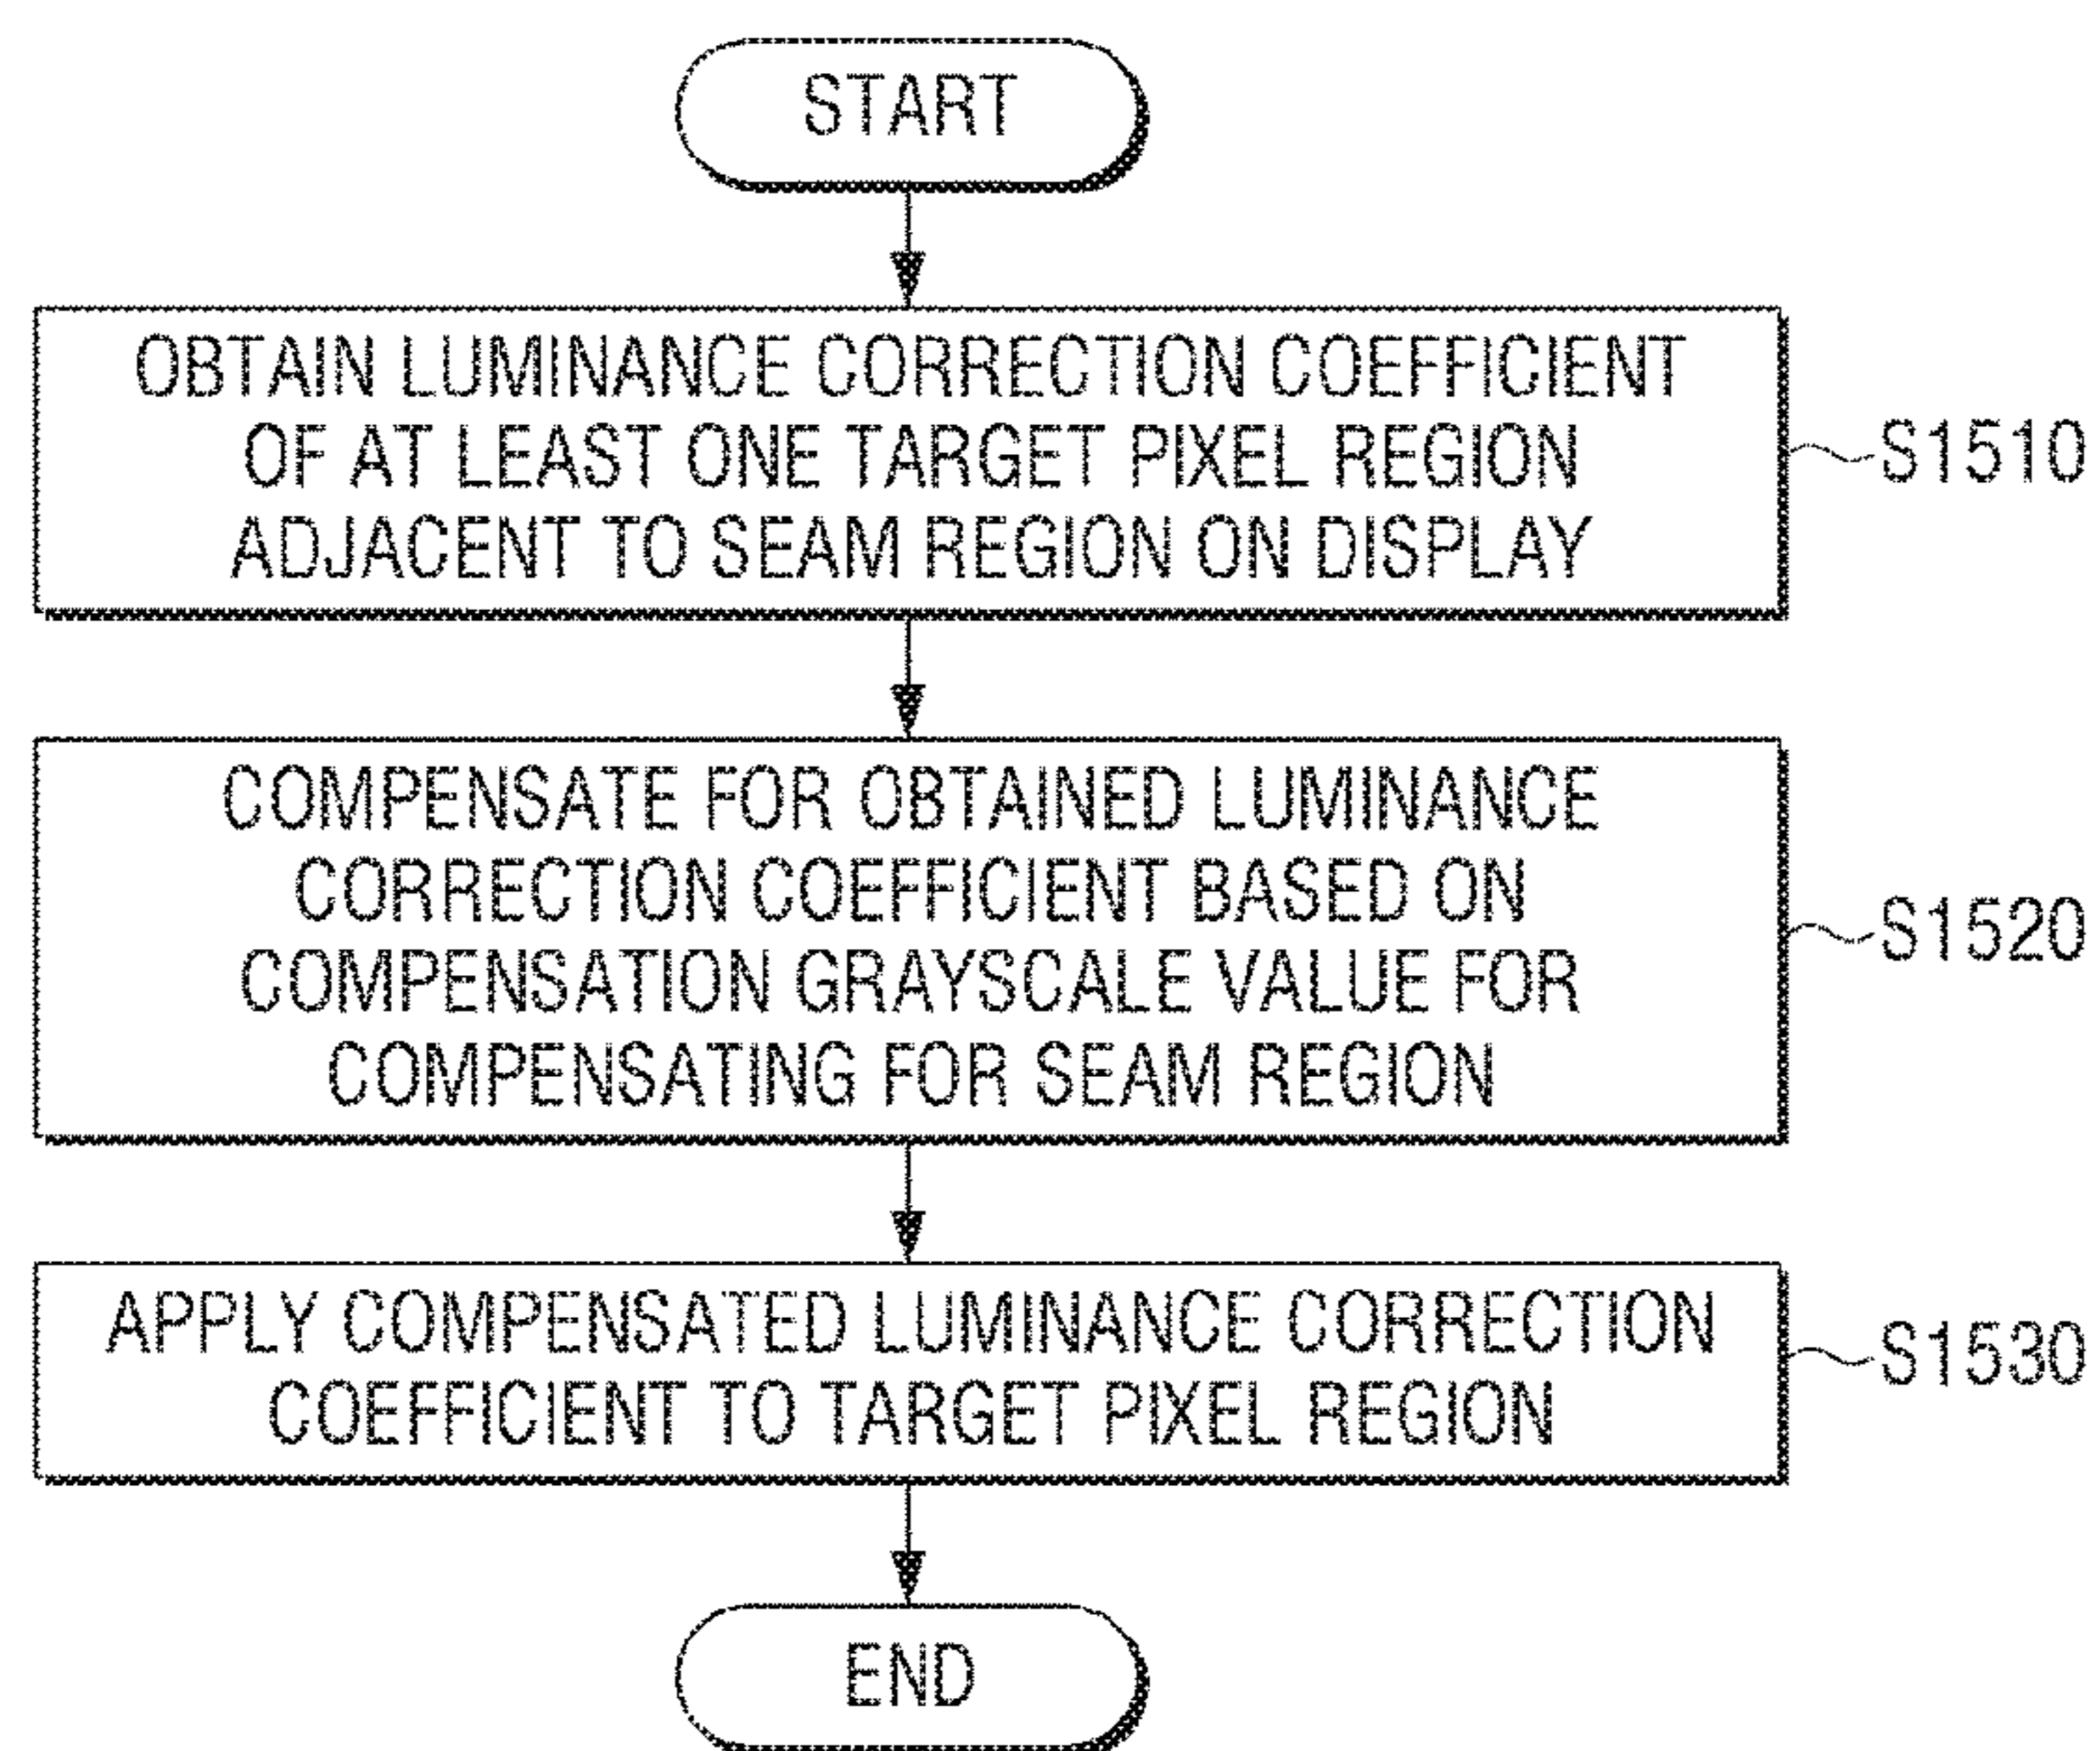 START
OBTAIN LUMINANCE CORRECTION COEFFICIENT
OF AT LEAST ONE TARGET PIXEL REGION
ADJACENT TO SEAM REGION ON DISPLAY
S1510
COMPENSATE FOR OBTAINED LUMINANCE
CORRECTION COEFFICIENT BASED ON
COMPENSATION GRAYSCALE VALUE FOR
COMPENSATING FOR SEAM REGION
S1520
APPLY COMPENSATED LUMINANCE CORRECTION
COEFFICIENT TO TARGET PIXEL REGION
S1530
END